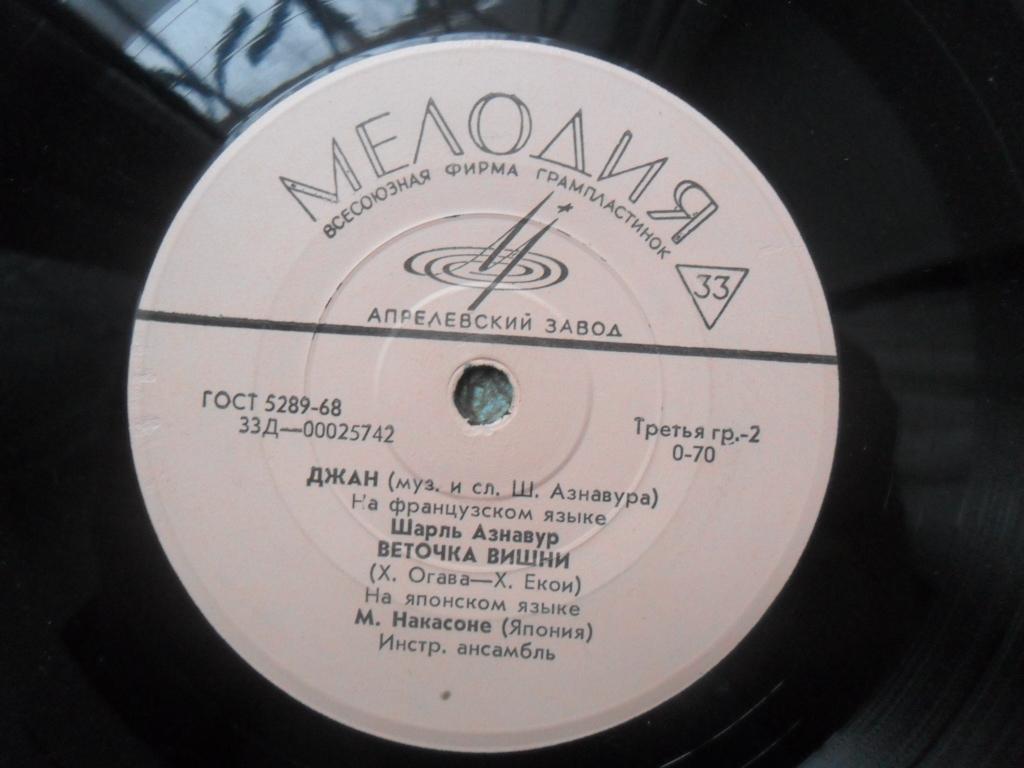 МЕЛОДИЯ
ВСЕСОЮЗНАЯ ФИРМА ГРАМПЛАСТИНОК
33
АПРЕЛЕВСКИЙ ЗАВОД
ГОСТ 5289-68
33Д—00025742
Третья гр.-2
0-70
ДЖАН (муз. и сл. Ш. Азнавура)
На французском языке
Шарль Азнавур
ВЕТОЧКА ВИШНИ
(Х. Огава—Х. Екои)
На японском языке
М. Накасоне (Япония)
Инстр. ансамбль